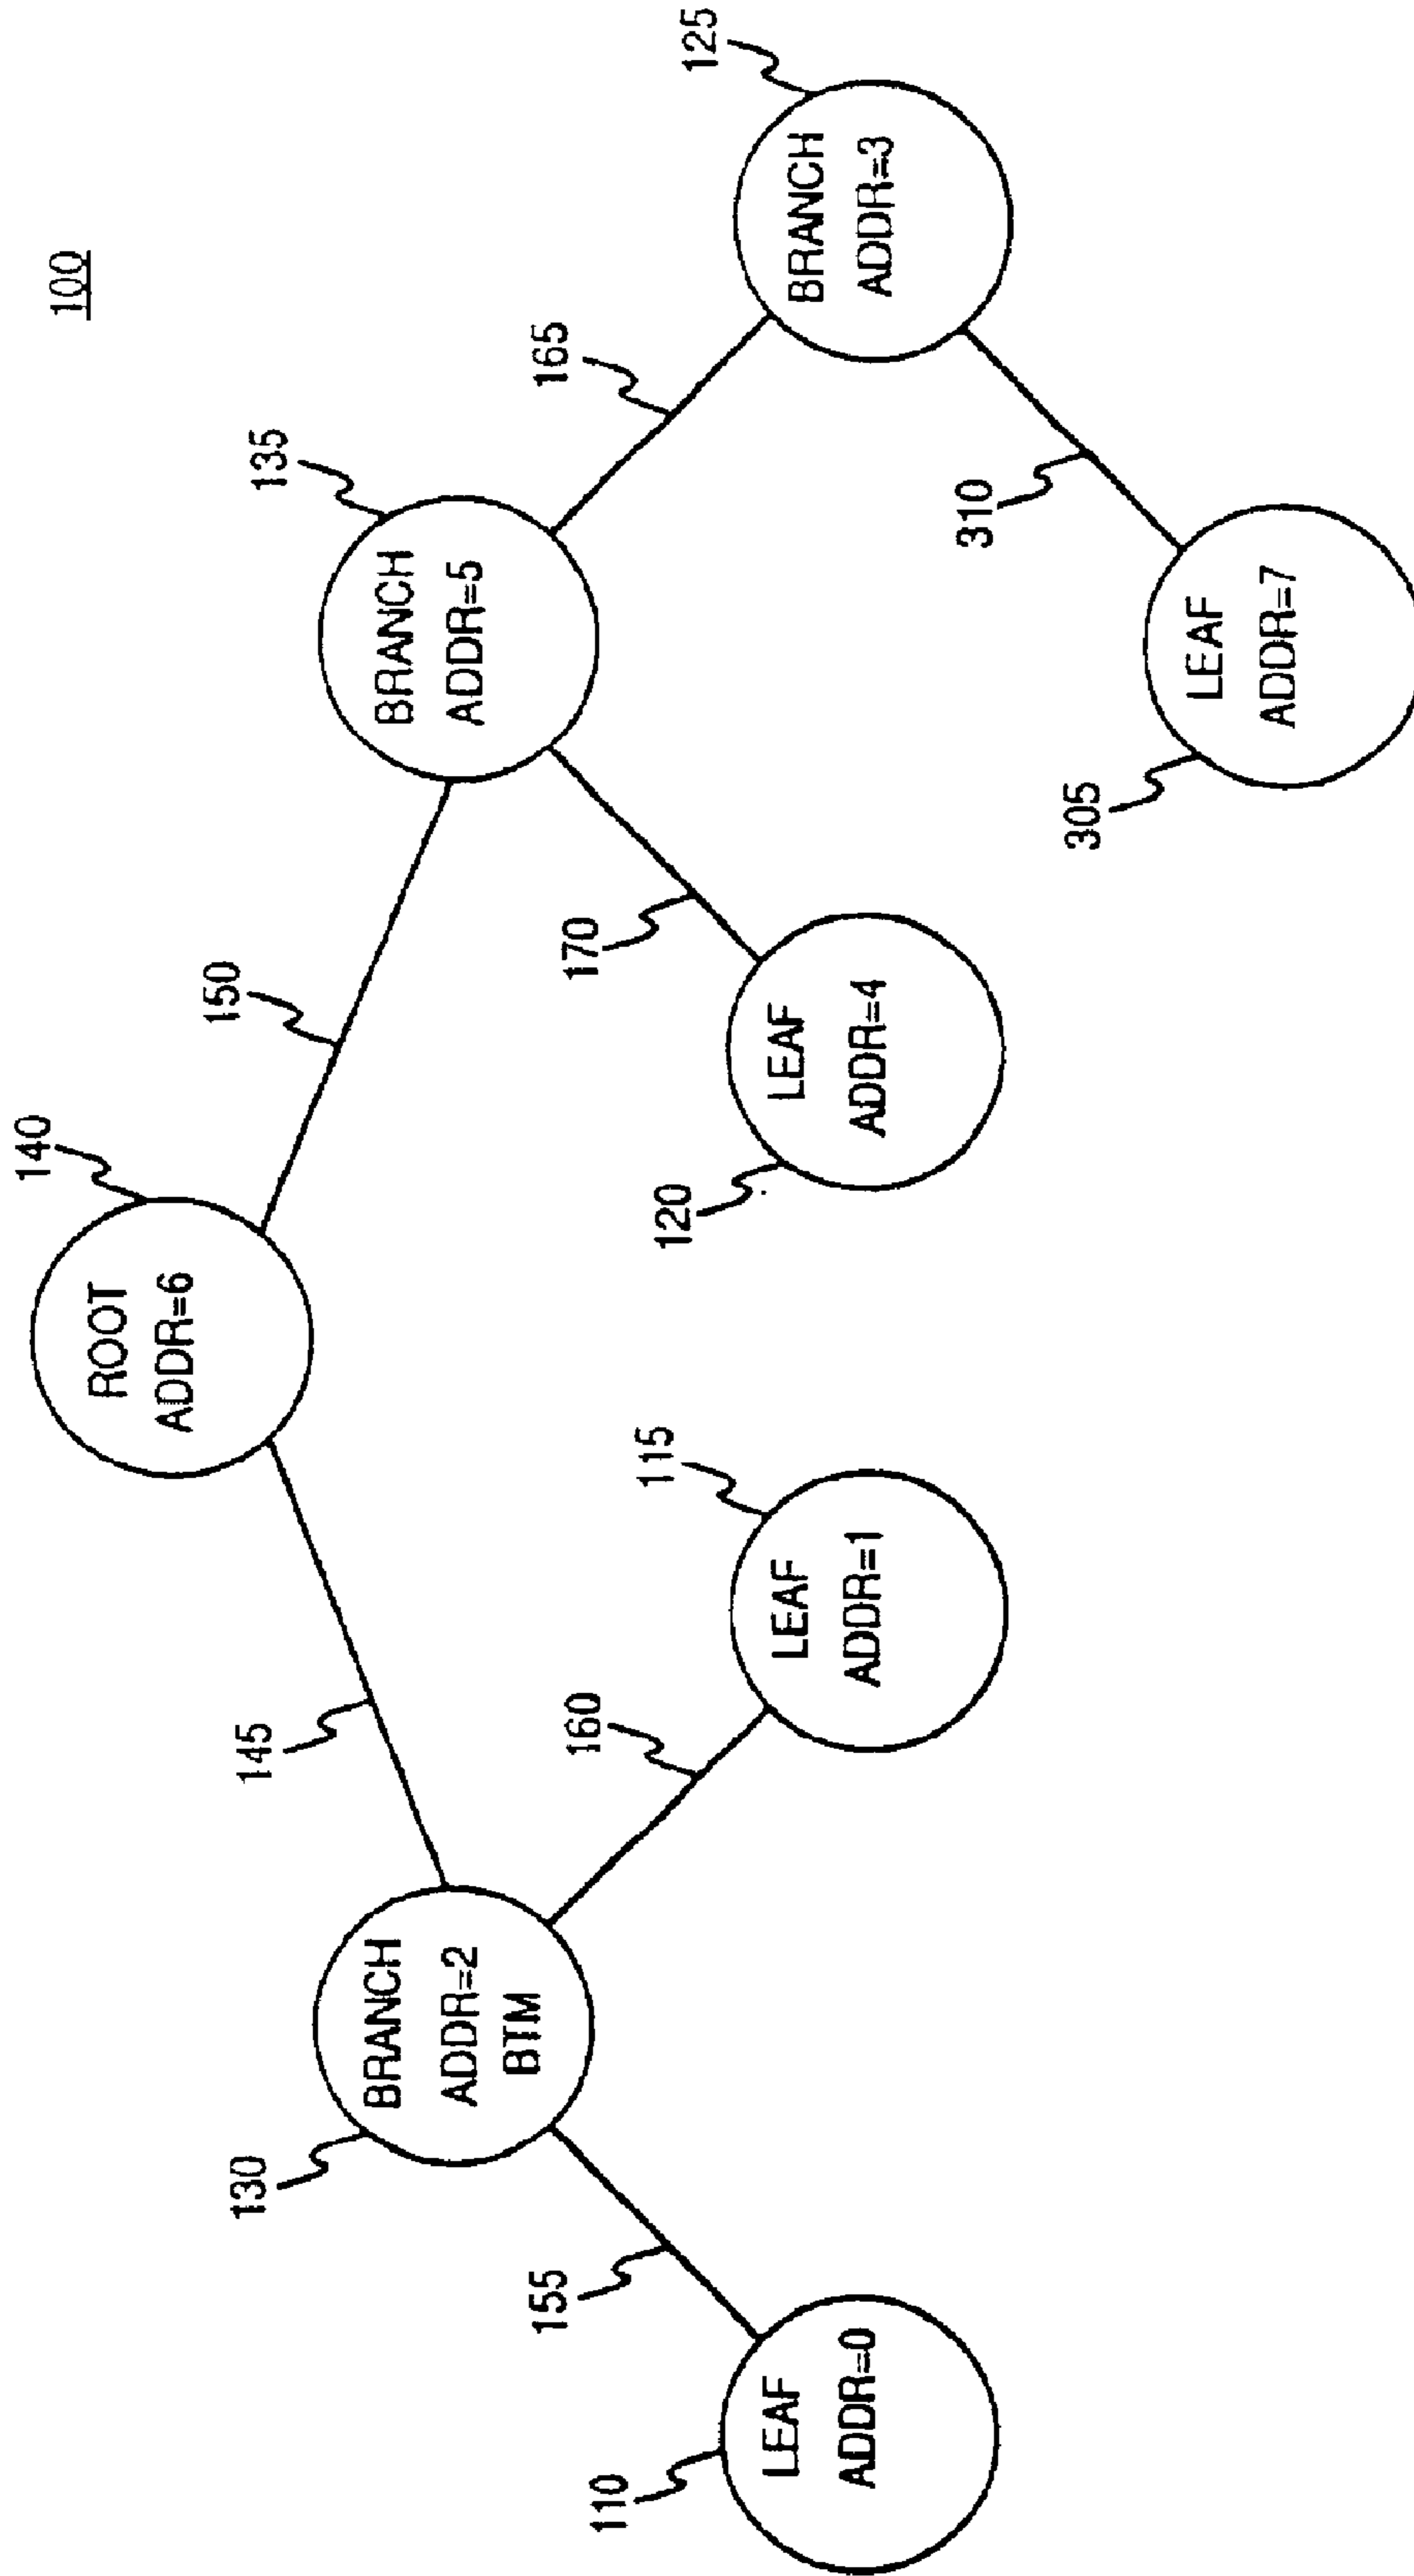 100
140
ROOT
ADDR=6
145
150
130
BRANCH
ADDR=2
BTM
135
BRANCH
ADDR=5
155
160
170
165
110
LEAF
ADDR=0
115
LEAF
ADDR=1
120
LEAF
ADDR=4
125
BRANCH
ADDR=3
310
305
LEAF
ADDR=7